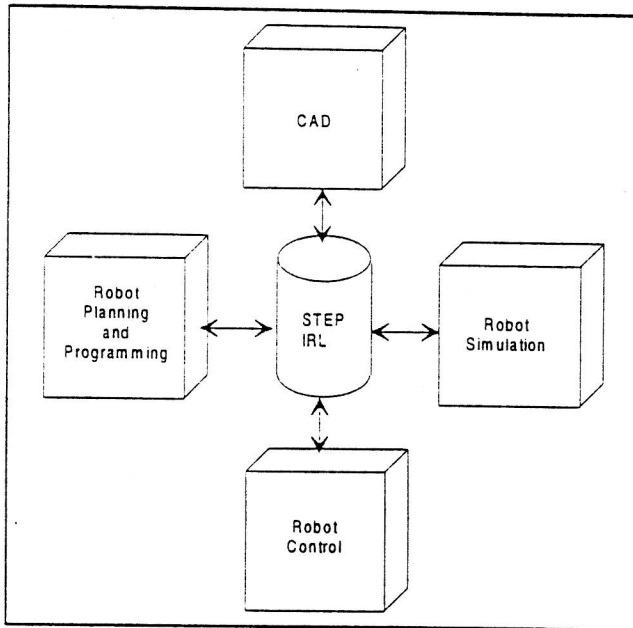 CAD
Robot
Planning
and
Programming
STEP
IRL
Robot
Simulation
Robot
Control